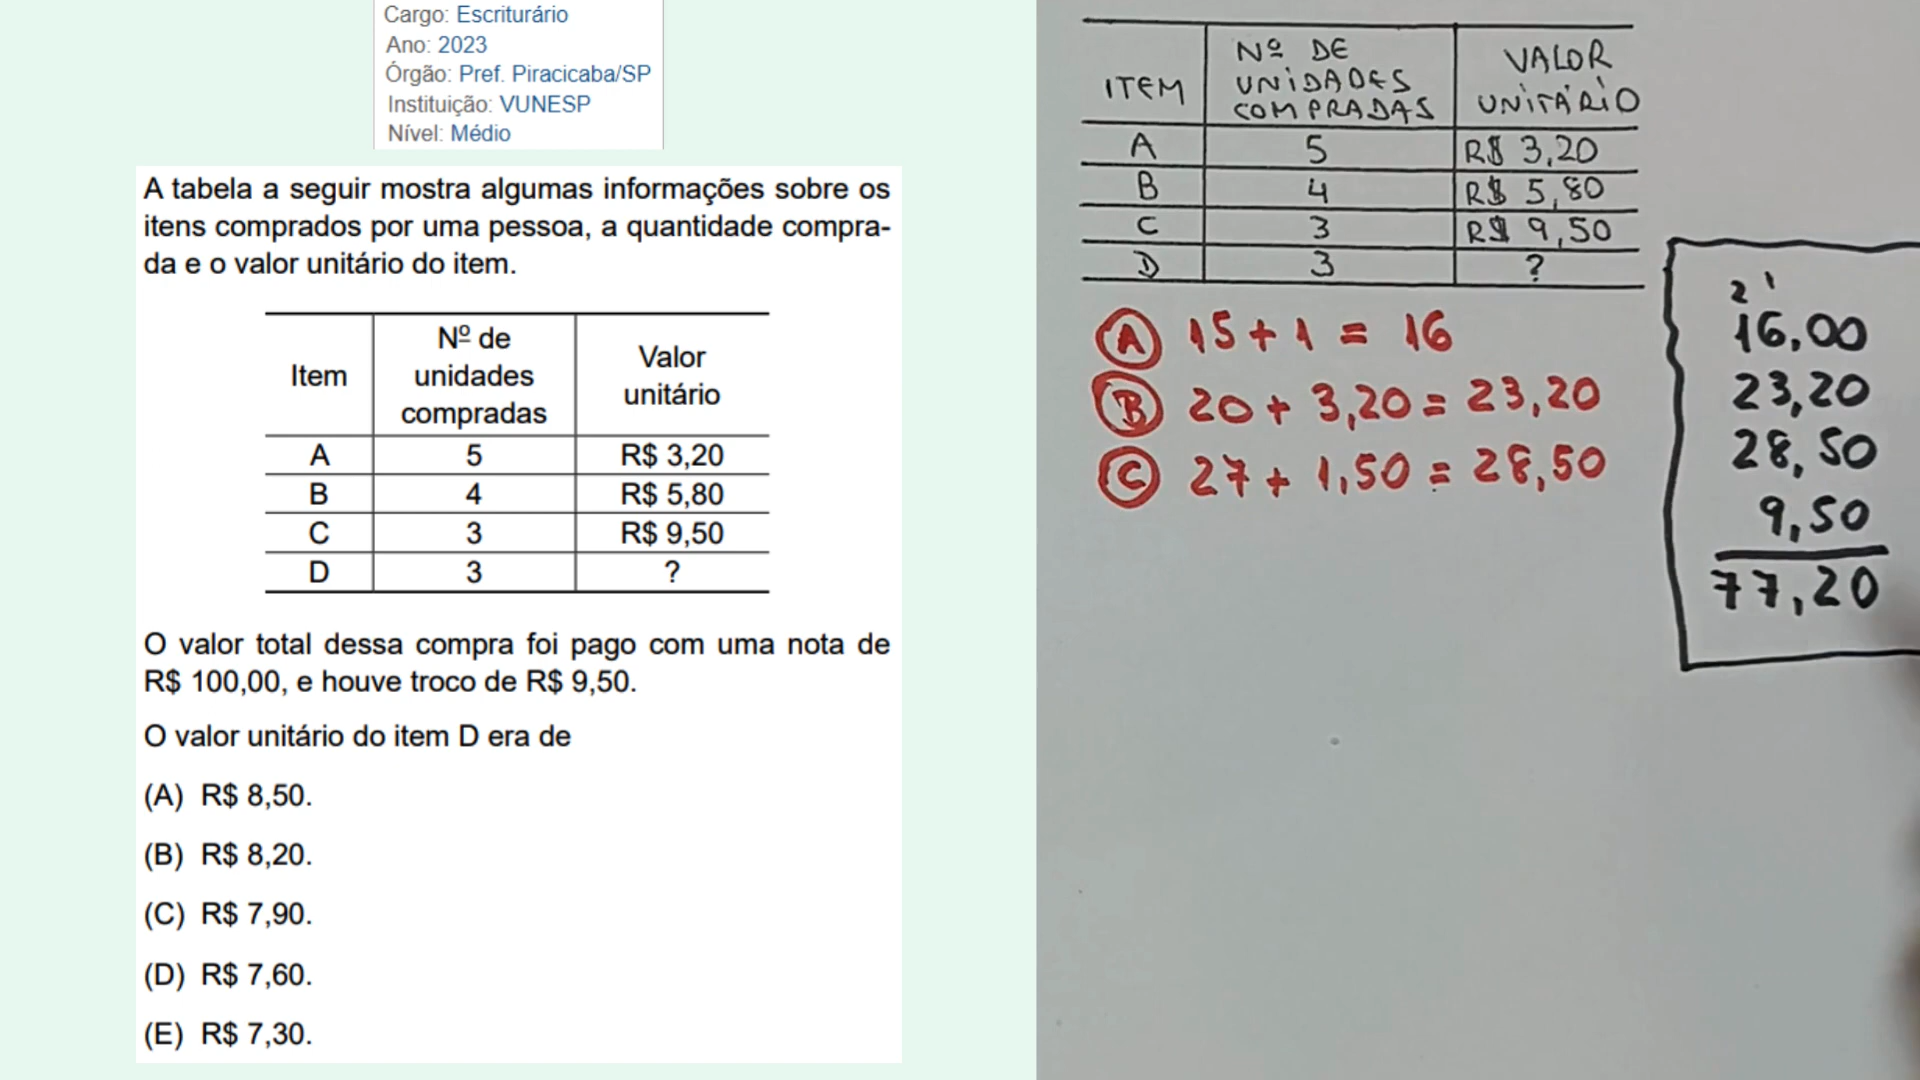 Cargo: Escriturário
Ano: 2023
Órgão: Pref. Piracicaba/SP
Instituição: VUNESP
Nível: Médio
A tabela a seguir mostra algumas informações sobre os
itens comprados por uma pessoa, a quantidade compra-
da e o valor unitário do item.
Item Nº de unidades compradas Valor unitário
A 5 R$ 3,20
B 4 R$ 5,80
C 3 R$ 9,50
D 3 ?
O valor total dessa compra foi pago com uma nota de
R$ 100,00, e houve troco de R$ 9,50.
O valor unitário do item D era de
(A) R$ 8,50.
(B) R$ 8,20.
(C) R$ 7,90.
(D) R$ 7,60.
(E) R$ 7,30.
ITEM Nº DE UNIDADES COMPRADAS VALOR UNITÁRIO
A 5 R$ 3,20
B 4 R$ 5,80
C 3 R$ 9,50
D 3 ?
A 15 + 1 = 16
B 20 + 3,20 = 23,20
C 27 + 1,50 = 28,50
2 1
16,00
23,20
28,50
9,50
77,20